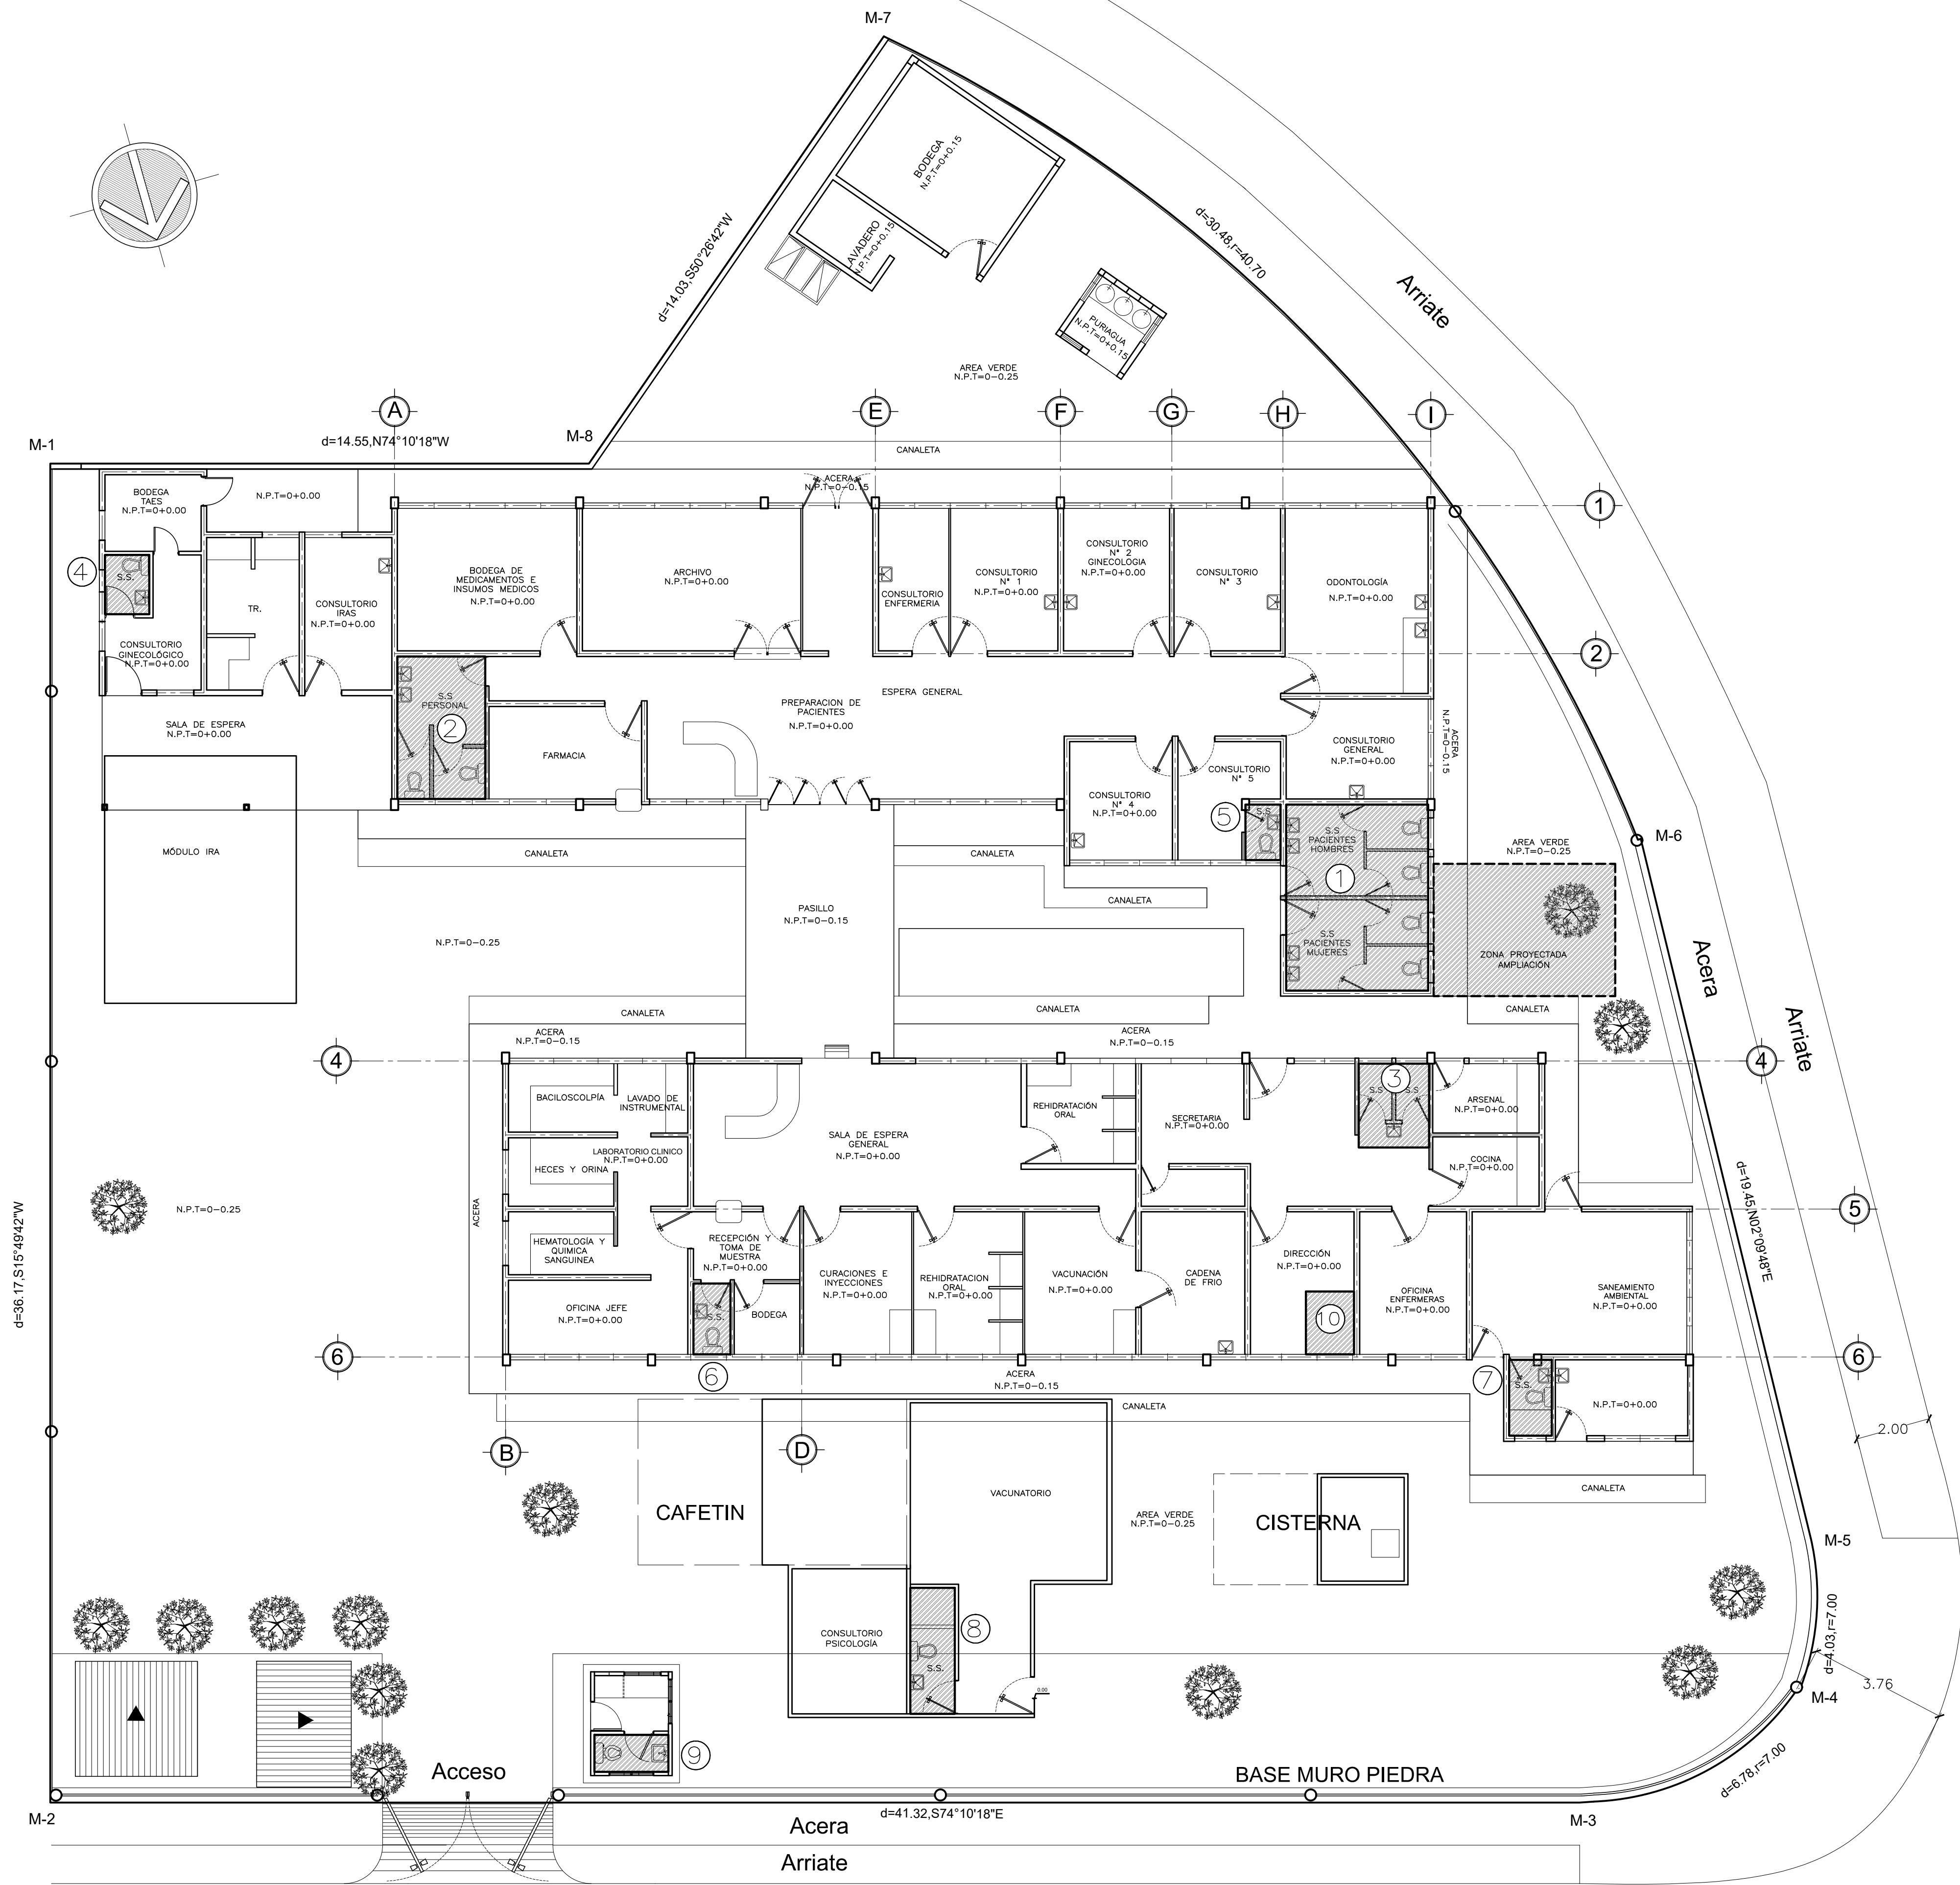 M-7
BODEGA
N.P.T=0+0.15
AVADERO
N.P.T=0+0.15
d=14.03,S50°26'42"W
d=30.48,r=40.70
Arriate
PURIAGUA
N.P.T=0+0.15
AREA VERDE
N.P.T=0-0.25
A
E
F
G
H
I
M-1
d=14.55,N74°10'18"W
M-8
CANALETA
ACERA
N.P.T=0-0.15
1
BODEGA
TAES
N.P.T=0+0.00
N.P.T=0+0.00
4
S.S.
TR.
CONSULTORIO
IRAS
N.P.T=0+0.00
CONSULTORIO
GINECOLÓGICO
N.P.T=0+0.00
BODEGA DE
MEDICAMENTOS E
INSUMOS MEDICOS
N.P.T=0+0.00
ARCHIVO
N.P.T=0+0.00
CONSULTORIO
ENFERMERIA
CONSULTORIO
N° 1
N.P.T=0+0.00
CONSULTORIO
N° 2
GINECOLOGIA
N.P.T=0+0.00
CONSULTORIO
N° 3
ODONTOLOGÍA
N.P.T=0+0.00
2
SALA DE ESPERA
N.P.T=0+0.00
S.S
PERSONAL
2
FARMACIA
PREPARACION DE
PACIENTES
N.P.T=0+0.00
ESPERA GENERAL
CONSULTORIO
GENERAL
N.P.T=0+0.00
ACERA
N.P.T=0-0.15
CONSULTORIO
N° 4
N.P.T=0+0.00
CONSULTORIO
N° 5
5
S.S
S.S
PACIENTES
HOMBRES
1
S.S
PACIENTES
MUJERES
AREA VERDE
N.P.T=0-0.25
M-6
ZONA PROYECTADA
AMPLIACIÓN
MÓDULO IRA
CANALETA
CANALETA
CANALETA
PASILLO
N.P.T=0-0.15
N.P.T=0-0.25
Acera
Arriate
CANALETA
CANALETA
CANALETA
ACERA
N.P.T=0-0.15
ACERA
N.P.T=0-0.15
4
4
BACILOSCOLPÍA
LAVADO DE
INSTRUMENTAL
LABORATORIO CLINICO
N.P.T=0+0.00
HECES Y ORINA
SALA DE ESPERA
GENERAL
N.P.T=0+0.00
REHIDRATACIÓN
ORAL
SECRETARIA
N.P.T=0+0.00
3
S.S
S.S
ARSENAL
N.P.T=0+0.00
COCINA
N.P.T=0+0.00
d=19.45,N02°09'48"E
d=36.17,S15°49'42"W
N.P.T=0-0.25
ACERA
5
HEMATOLOGÍA Y
QUIMICA
SANGUINEA
OFICINA JEFE
N.P.T=0+0.00
RECEPCIÓN Y
TOMA DE
MUESTRA
N.P.T=0+0.00
S.S.
BODEGA
CURACIONES E
INYECCIONES
N.P.T=0+0.00
REHIDRATACION
ORAL
N.P.T=0+0.00
VACUNACIÓN
N.P.T=0+0.00
CADENA
DE FRIO
DIRECCIÓN
N.P.T=0+0.00
10
OFICINA
ENFERMERAS
N.P.T=0+0.00
SANEAMIENTO
AMBIENTAL
N.P.T=0+0.00
6
6
6
ACERA
N.P.T=0-0.15
7
S.S.
N.P.T=0+0.00
CANALETA
2.00
B
D
CAFETIN
VACUNATORIO
AREA VERDE
N.P.T=0-0.25
CISTERNA
CANALETA
M-5
CONSULTORIO
PSICOLOGÍA
8
S.S.
0.00
d=4.03,r=7.00
3.76
M-4
9
Acceso
BASE MURO PIEDRA
d=6.78,r=7.00
M-2
d=41.32,S74°10'18"E
M-3
Acera
Arriate